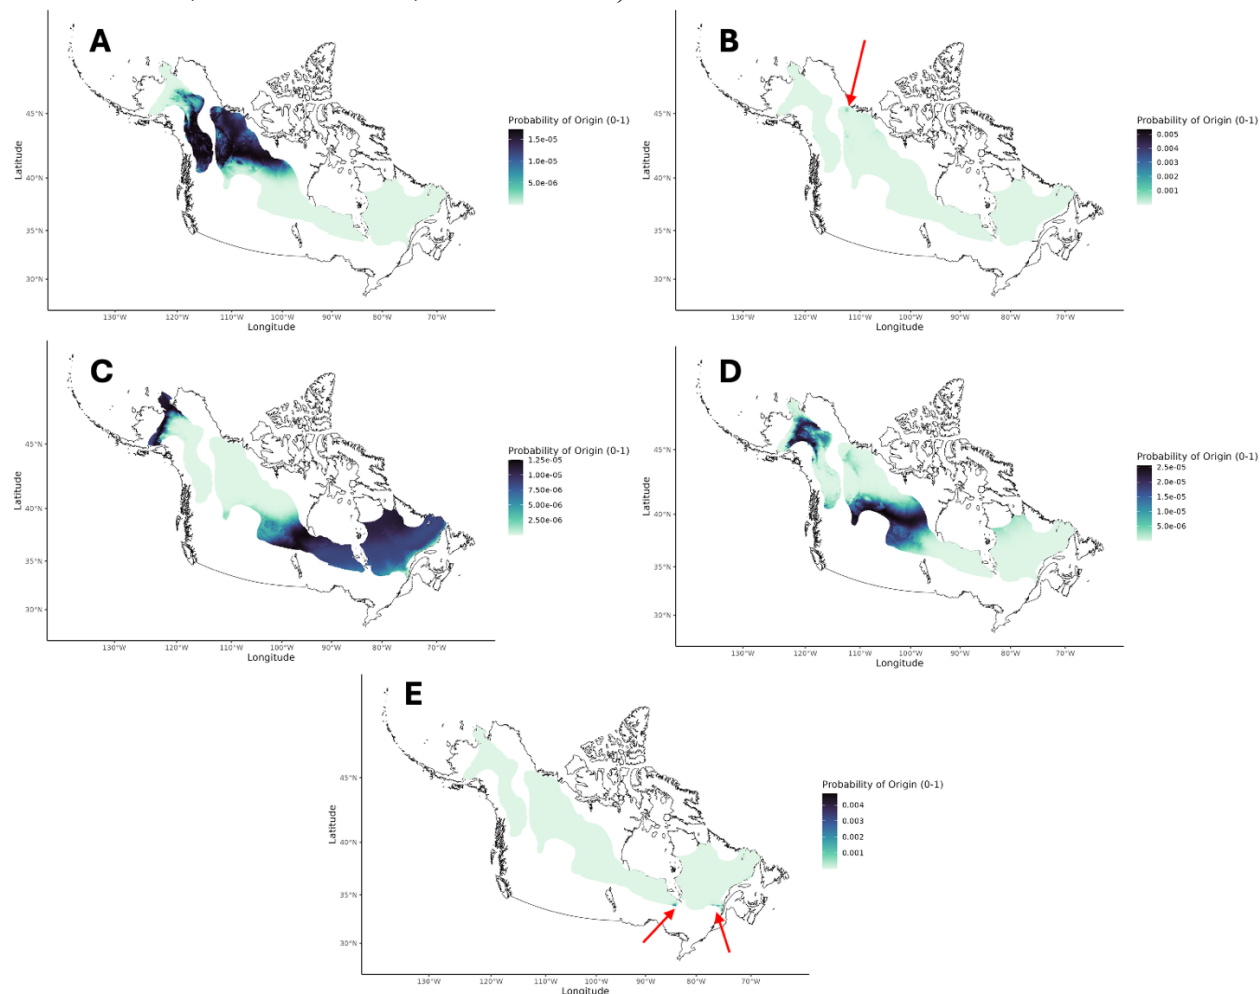 A
45°N
40°N
35°N
30°N
Latitude
130°W 120°W 110°W 100°W 90°W 80°W 70°W
Longitude
Probability of Origin (0-1)
1.5e-05
1.0e-05
5.0e-06
B
45°N
40°N
35°N
30°N
Latitude
130°W 120°W 110°W 100°W 90°W 80°W 70°W
Longitude
Probability of Origin (0-1)
0.005
0.004
0.003
0.002
0.001
C
45°N
40°N
35°N
30°N
Latitude
130°W 120°W 110°W 100°W 90°W 80°W 70°W
Longitude
Probability of Origin (0-1)
1.25e-05
1.00e-05
7.50e-06
5.00e-06
2.50e-06
D
45°N
40°N
35°N
30°N
Latitude
130°W 120°W 110°W 100°W 90°W 80°W 70°W
Longitude
Probability of Origin (0-1)
2.5e-05
2.0e-05
1.5e-05
1.0e-05
5.0e-06
E
45°N
40°N
35°N
30°N
Latitude
130°W 120°W 110°W 100°W 90°W 80°W 70°W
Longitude
Probability of Origin (0-1)
0.004
0.003
0.002
0.001